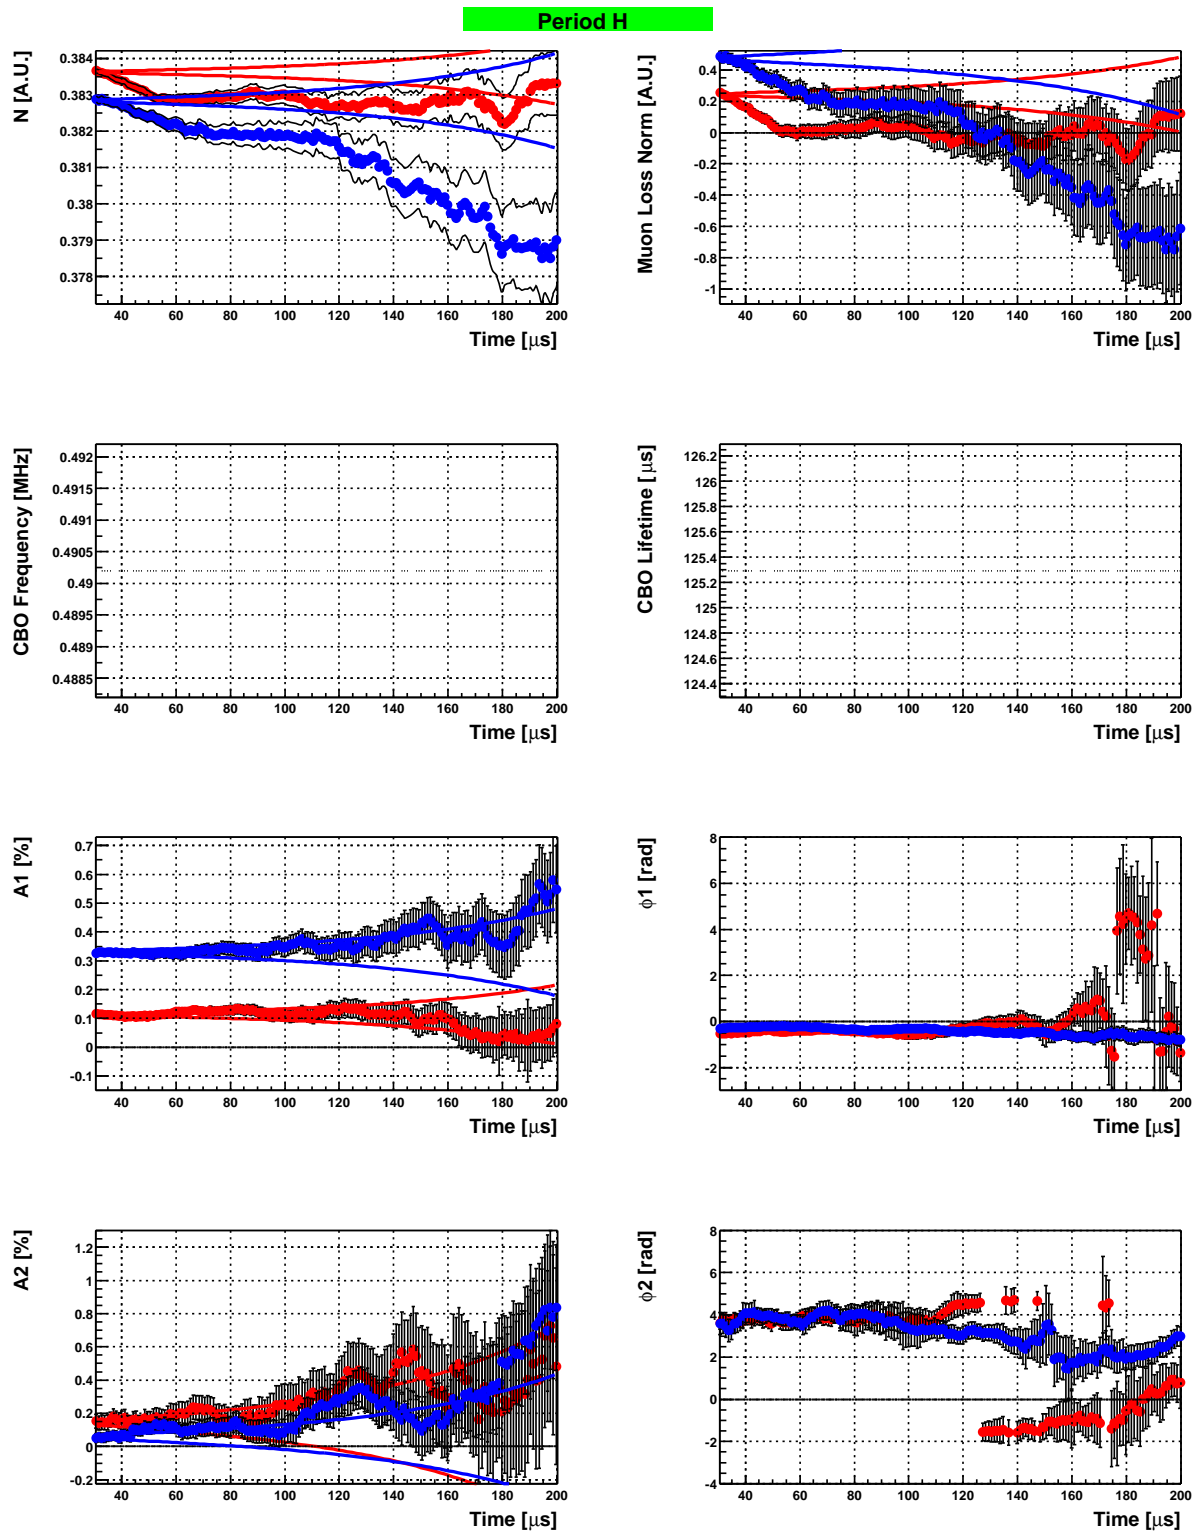 Period H
N [A.U.]
0.384
0.383
0.382
0.381
0.38
0.379
0.378
40 60 80 100 120 140 160 180 200
Time [μs]
Muon Loss Norm [A.U.]
0.4
0.2
0
-0.2
-0.4
-0.6
-0.8
-1
40 60 80 100 120 140 160 180 200
Time [μs]
CBO Frequency [MHz]
0.492
0.4915
0.491
0.4905
0.49
0.4895
0.489
0.4885
40 60 80 100 120 140 160 180 200
Time [μs]
CBO Lifetime [μs]
126.2
126
125.8
125.6
125.4
125.2
125
124.8
124.6
124.4
40 60 80 100 120 140 160 180 200
Time [μs]
A1 [%]
0.7
0.6
0.5
0.4
0.3
0.2
0.1
0
-0.1
40 60 80 100 120 140 160 180 200
Time [μs]
ϕ1 [rad]
8
6
4
2
0
-2
40 60 80 100 120 140 160 180 200
Time [μs]
A2 [%]
1.2
1
0.8
0.6
0.4
0.2
0
-0.2
40 60 80 100 120 140 160 180 200
Time [μs]
ϕ2 [rad]
8
6
4
2
0
-2
-4
40 60 80 100 120 140 160 180 200
Time [μs]